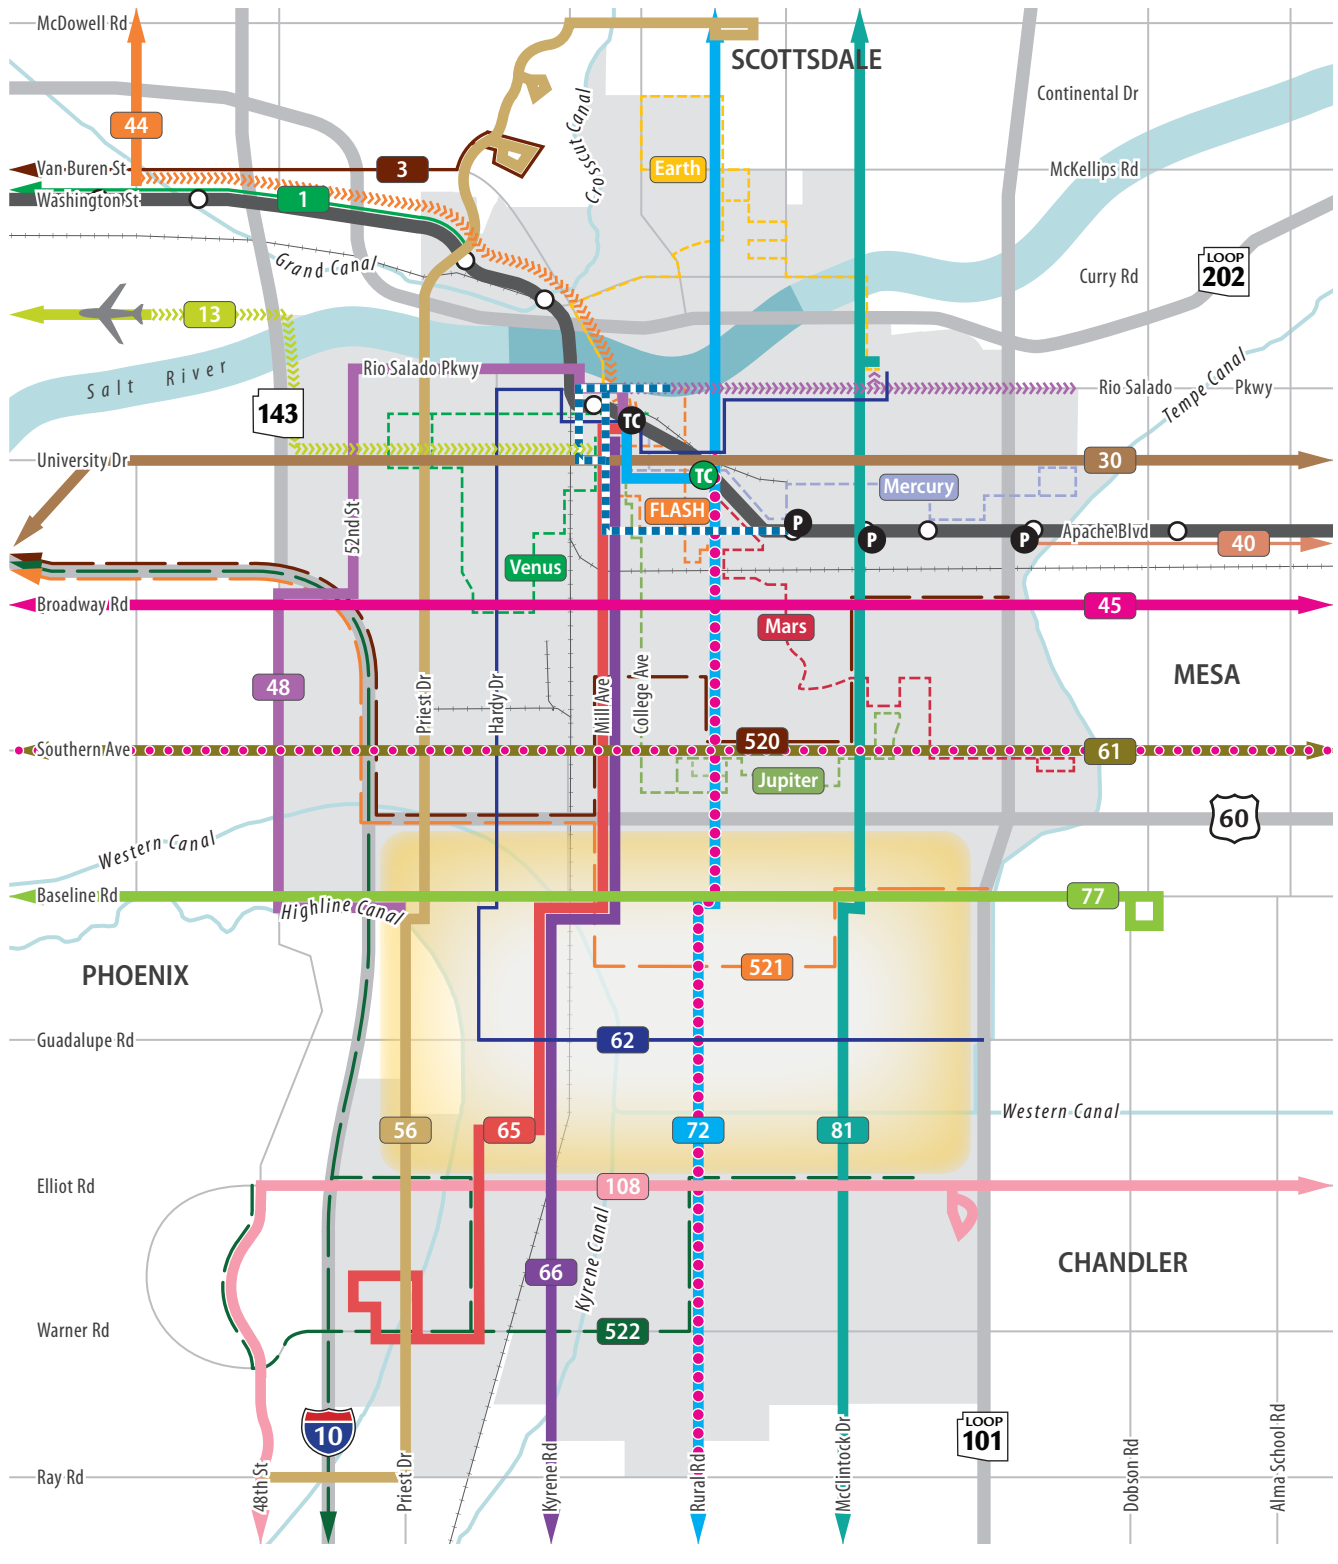 McDowell Rd
SCOTTSDALE
Continental Dr
44
Crosscut Canal
Van Buren St
3
Earth
McKellips Rd
Washington St
1
Grand Canal
Curry Rd
LOOP
202
13
Salt River
Rio Salado Pkwy
Rio Salado Pkwy
Tempe Canal
143
TC
University Dr
30
TC
Mercury
52nd St
FLASH
P
P
P
Apache Blvd
40
Venus
Broadway Rd
45
Mars
48
Priest Dr
Hardy Dr
Mill Ave
College Ave
MESA
Southern Ave
520
61
Jupiter
60
Western Canal
Baseline Rd
77
Highline Canal
PHOENIX
521
Guadalupe Rd
62
Western Canal
56
65
72
81
Elliot Rd
108
Kyrene Canal
66
CHANDLER
Warner Rd
522
10
LOOP
101
Ray Rd
48th St
Priest Dr
Kyrene Rd
Rural Rd
McClintock Dr
Dobson Rd
Alma School Rd